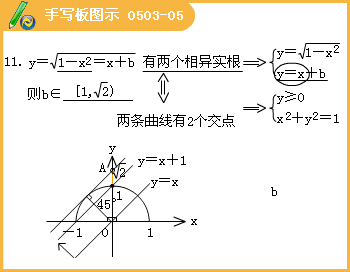 手写板图示 0503-05
11. y=√1-x²=x+b 有两个相异实根 ⟹ { y=√1-x²
y=x+b
则b∈ [1,√2)
两条曲线有2个交点 ⟹ { y≥0
x²+y²=1
y
A √2 y=x+1
y=x
1
45°
b
-1 0 1 x